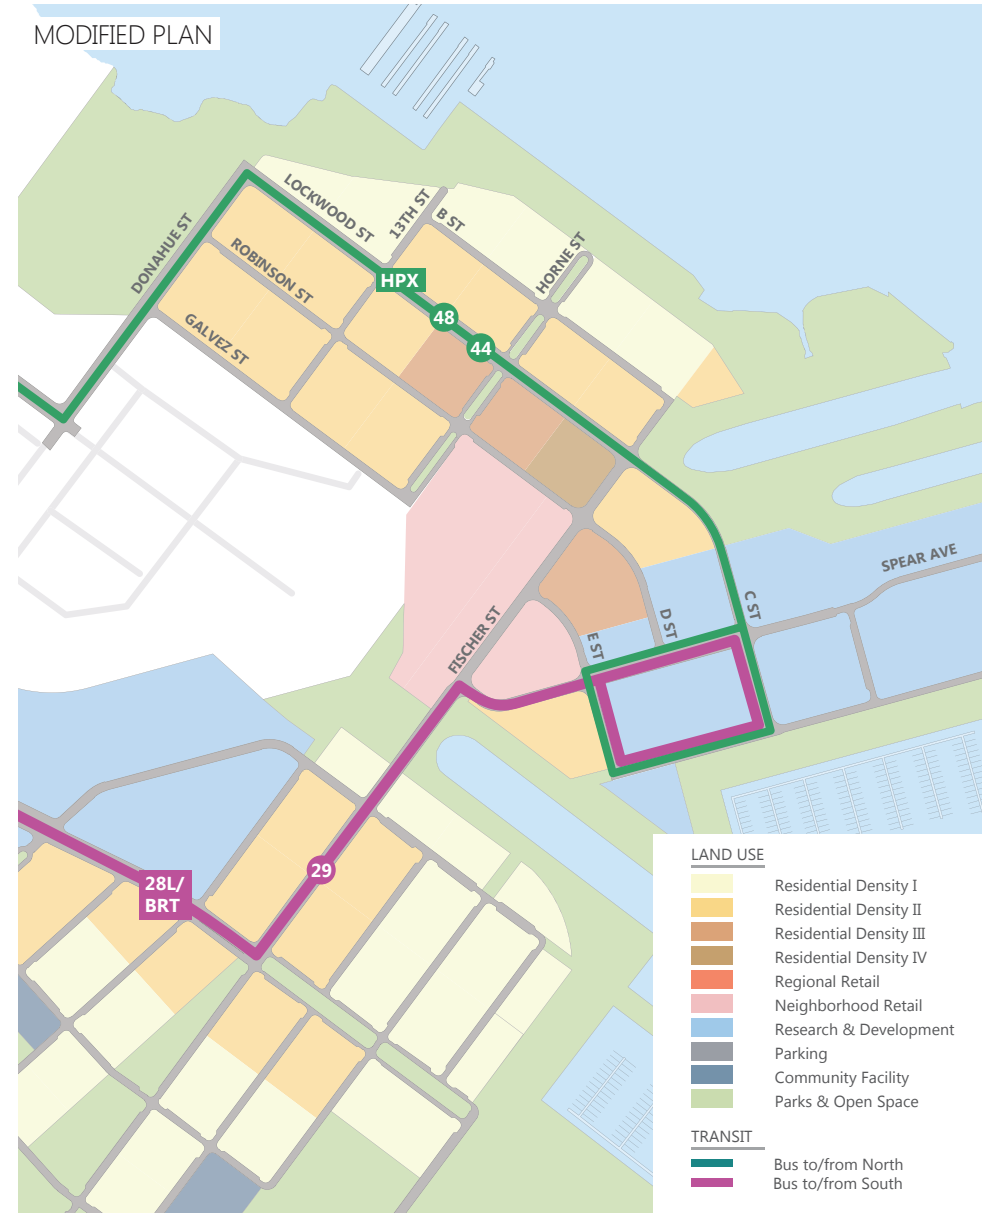 MODIFIED PLAN
LOCKWOOD ST
13TH ST
B ST
DONAHUE ST
ROBINSON ST
HORNE ST
HPX
48
44
GALVEZ ST
SPEAR AVE
C ST
D ST
E ST
FISCHER ST
29
28L/
BRT
LAND USE
Residential Density I
Residential Density II
Residential Density III
Residential Density IV
Regional Retail
Neighborhood Retail
Research & Development
Parking
Community Facility
Parks & Open Space
TRANSIT
Bus to/from North
Bus to/from South